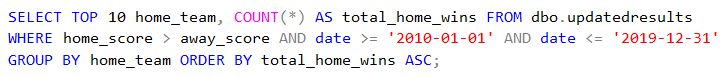 SELECT TOP 10 home_team, COUNT(*) AS total_home_wins FROM dbo.updatedresults
WHERE home_score > away_score AND date >= '2010-01-01' AND date <= '2019-12-31'
GROUP BY home_team ORDER BY total_home_wins ASC;